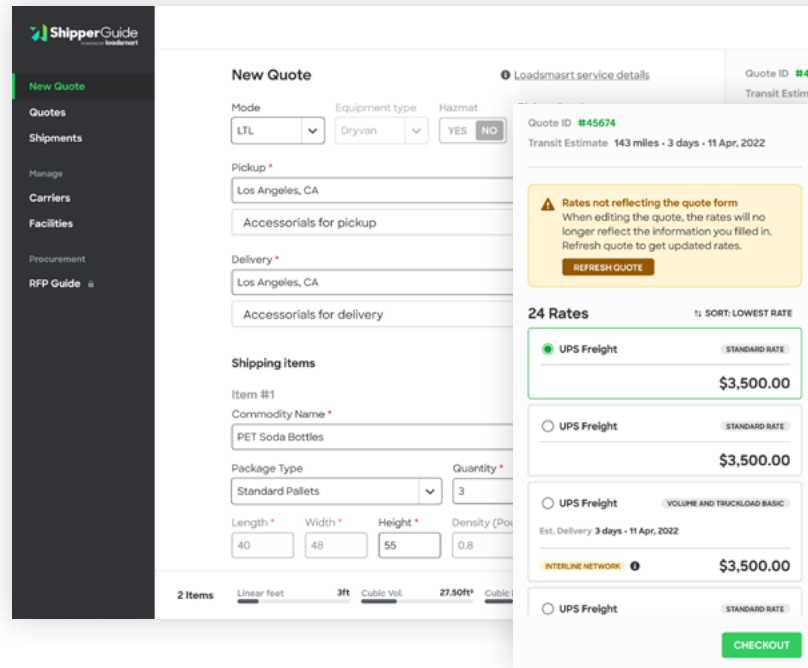 ShipperGuide
POWERED BY loadsmart
New Quote
Quotes
Shipments
Manage
Carriers
Facilities
Procurement
RFP Guide
New Quote
Loadsmasrt service details
Mode
Equipment type
Hazmat
LTL
Dryvan
YES NO
Pickup *
Los Angeles, CA
Accessorials for pickup
Delivery *
Los Angeles, CA
Accessorials for delivery
Shipping items
Item #1
Commodity Name *
PET Soda Bottles
Package Type
Quantity *
Standard Pallets
3
Length *
Width *
Height *
Density (Pou
40
48
55
0.8
2 Items
Linear feet
3ft
Cubic Vol.
27.50ft³
Cubic
Quote ID #4
Transit Estim
Quote ID #45674
Transit Estimate 143 miles • 3 days • 11 Apr, 2022
Rates not reflecting the quote form
When editing the quote, the rates will no
longer reflect the information you filled in.
Refresh quote to get updated rates.
REFRESH QUOTE
24 Rates
SORT: LOWEST RATE
UPS Freight
STANDARD RATE
$3,500.00
UPS Freight
STANDARD RATE
$3,500.00
UPS Freight
VOLUME AND TRUCKLOAD BASIC
Est. Delivery 3 days • 11 Apr, 2022
INTERLINE NETWORK
$3,500.00
UPS Freight
STANDARD RATE
CHECKOUT